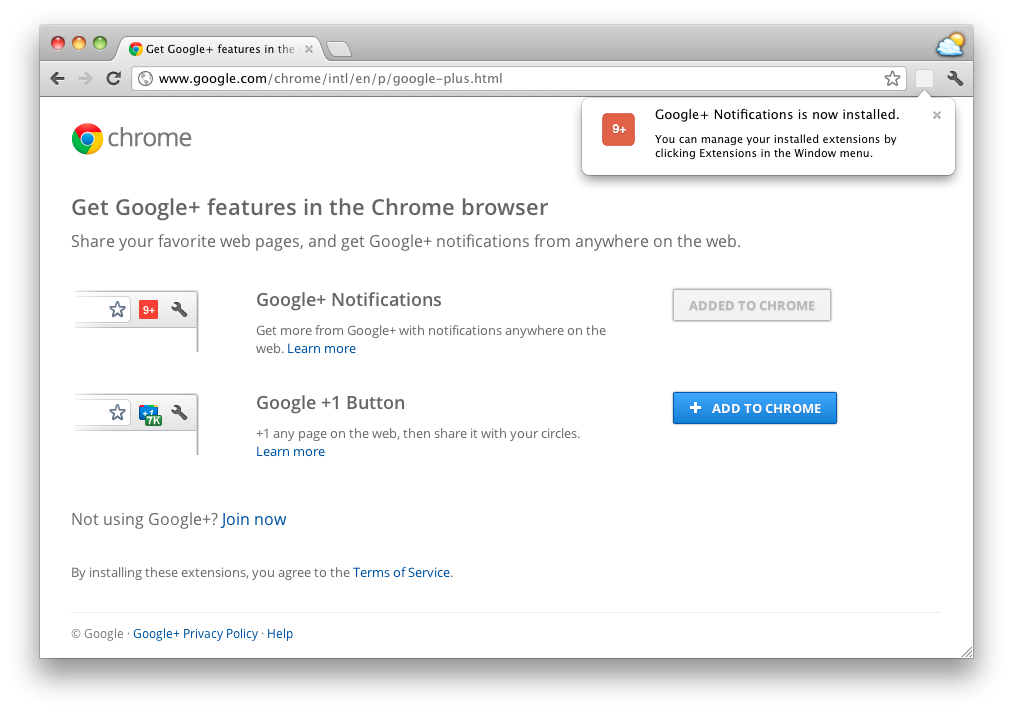 Get Google+ features in the
www.google.com/chrome/intl/en/p/google-plus.html
9+
Google+ Notifications is now installed.
You can manage your installed extensions by
clicking Extensions in the Window menu.
chrome
Get Google+ features in the Chrome browser
Share your favorite web pages, and get Google+ notifications from anywhere on the web.
9+
Google+ Notifications
ADDED TO CHROME
Get more from Google+ with notifications anywhere on the
web. Learn more
+1
7K
Google +1 Button
+ ADD TO CHROME
+1 any page on the web, then share it with your circles.
Learn more
Not using Google+? Join now
By installing these extensions, you agree to the Terms of Service.
© Google · Google+ Privacy Policy · Help